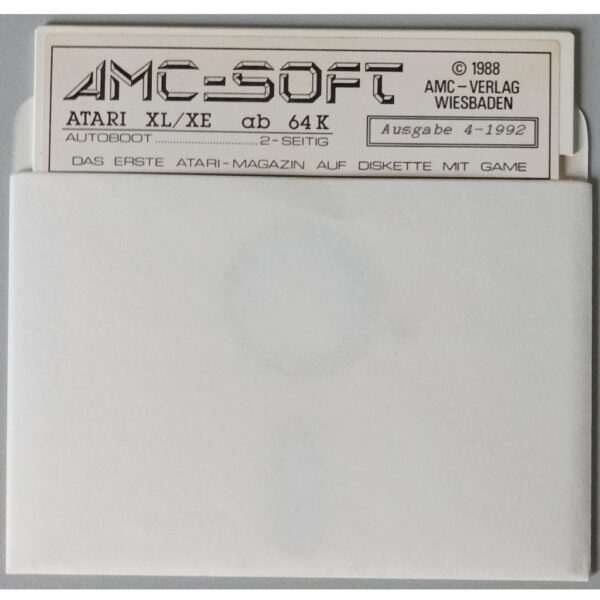 AMC-SOFT
© 1988
AMC-VERLAG
WIESBADEN
ATARI XL/XE ab 64K
AUTOBOOT..............................2-SEITIG
Ausgabe 4-1992
DAS ERSTE ATARI-MAGAZIN AUF DISKETTE MIT GAME